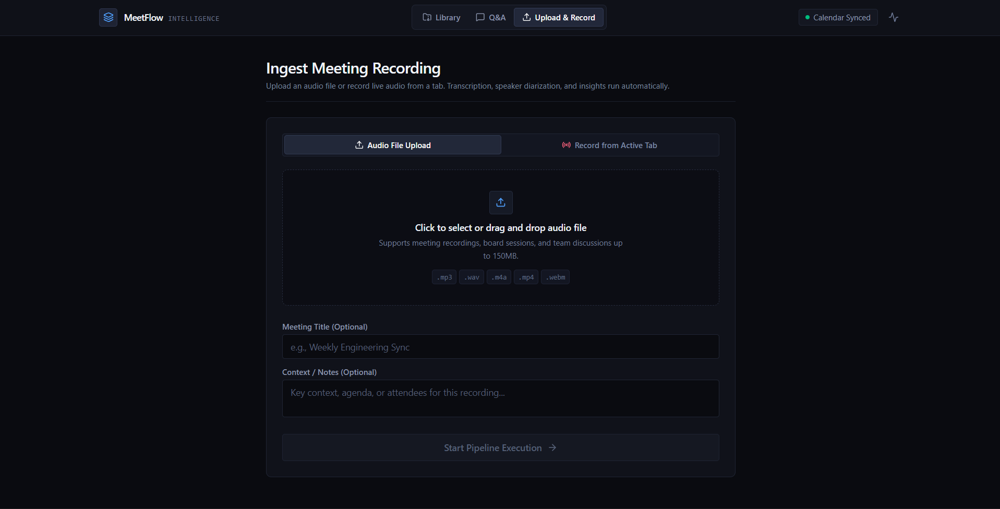 MeetFlow INTELLIGENCE
Library
Q&A
Upload & Record
Calendar Synced
Ingest Meeting Recording
Upload an audio file or record live audio from a tab. Transcription, speaker diarization, and insights run automatically.
Audio File Upload
Record from Active Tab
Click to select or drag and drop audio file
Supports meeting recordings, board sessions, and team discussions up
to 150MB.
.mp3
.wav
.m4a
.mp4
.webm
Meeting Title (Optional)
e.g., Weekly Engineering Sync
Context / Notes (Optional)
Key context, agenda, or attendees for this recording...
Start Pipeline Execution